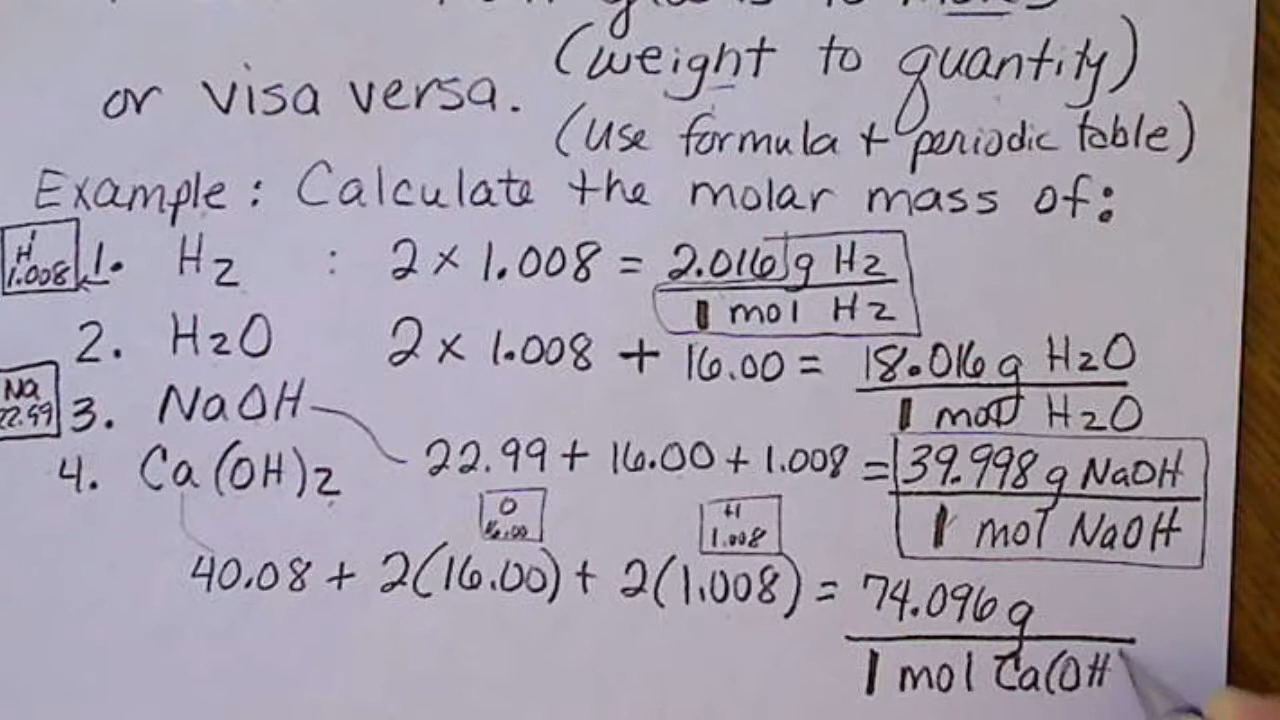 to
(weight to quantity)
or visa versa.
(use formula + periodic table)
Example: Calculate the molar mass of:
H 1.008
1. H2 : 2 × 1.008 = 2.016 g H2
1 mol H2
2. H2O 2 × 1.008 + 16.00 = 18.016 g H2O
1 mol H2O
Na 22.99
3. NaOH
4. Ca(OH)2 22.99 + 16.00 + 1.008 = 39.998 g NaOH
1 mol NaOH
O 16.00
H 1.008
40.08 + 2(16.00) + 2(1.008) = 74.096 g
1 mol Ca(OH